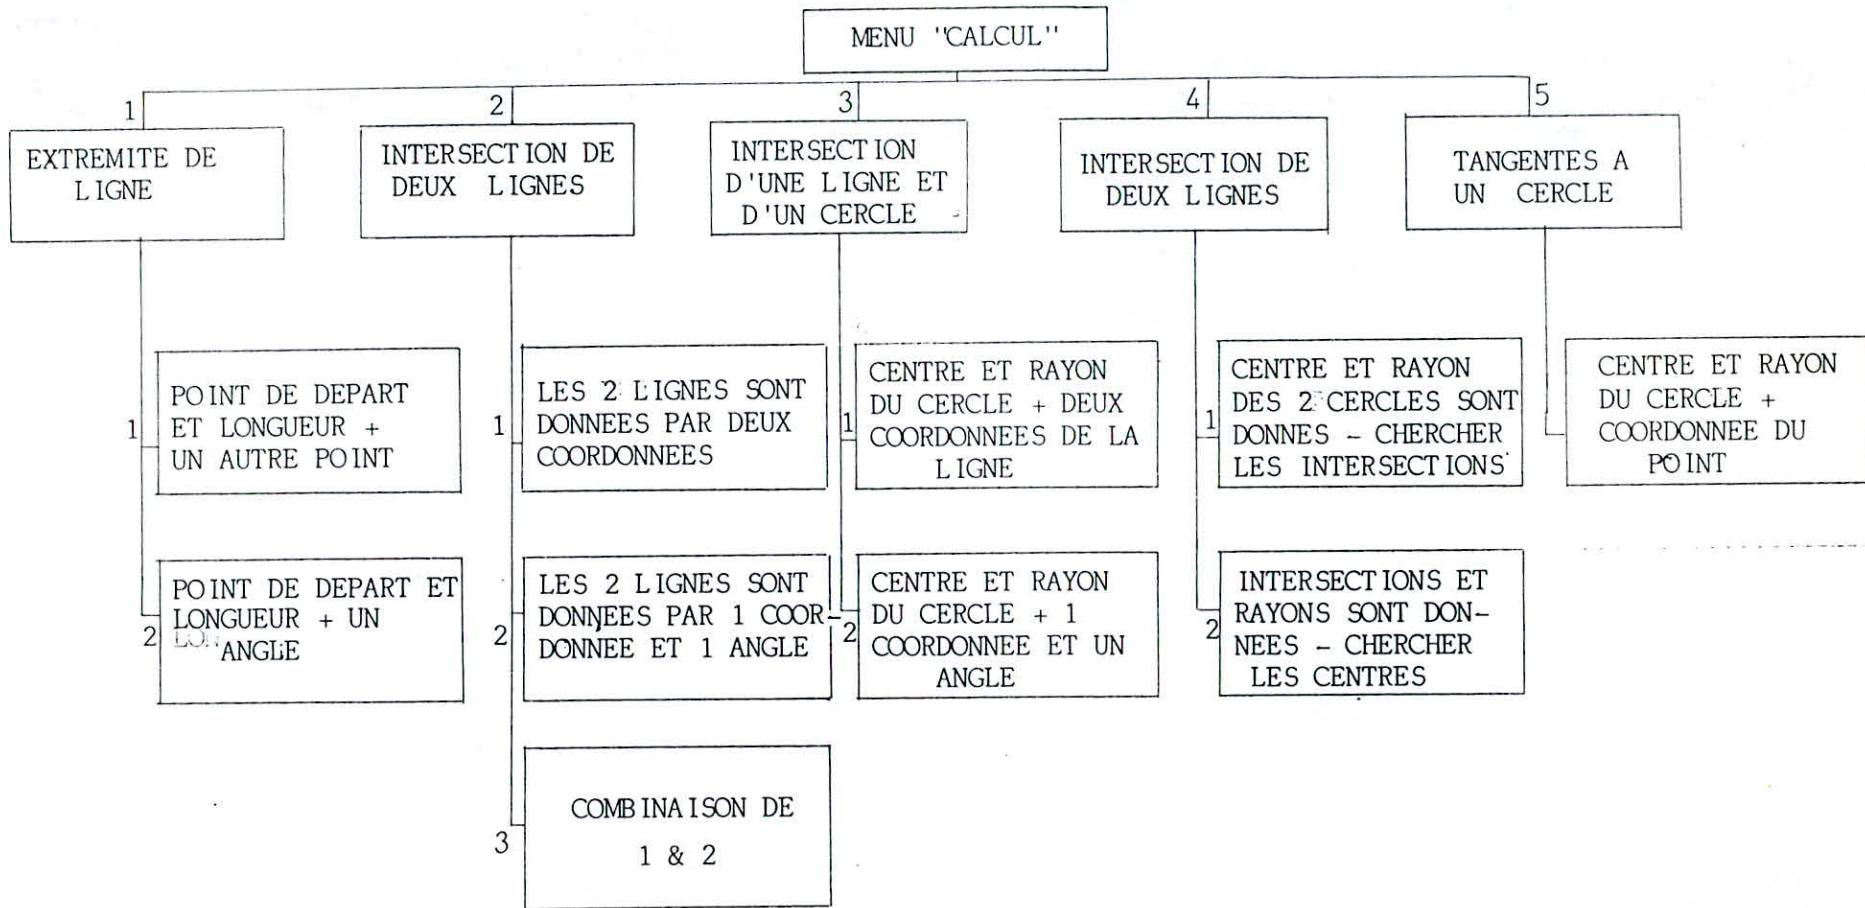 MENU "CALCUL"
1
2
3
4
5
EXTREMITE DE
LIGNE
INTERSECTION DE
DEUX LIGNES
INTERSECTION
D'UNE LIGNE ET
D'UN CERCLE
INTERSECTION DE
DEUX LIGNES
TANGENTES A
UN CERCLE
1
POINT DE DEPART
ET LONGUEUR +
UN AUTRE POINT
1
LES 2 LIGNES SONT
DONNEES PAR DEUX
COORDONNEES
1
CENTRE ET RAYON
DU CERCLE + DEUX
COORDONNEES DE LA
LIGNE
1
CENTRE ET RAYON
DES 2 CERCLES SONT
DONNES - CHERCHER
LES INTERSECTIONS
CENTRE ET RAYON
DU CERCLE +
COORDONNEE DU
POINT
2
POINT DE DEPART ET
LONGUEUR + UN
ANGLE
2
LES 2 LIGNES SONT
DONNEES PAR 1 COOR-
DONNEE ET 1 ANGLE
2
CENTRE ET RAYON
DU CERCLE + 1
COORDONNEE ET UN
ANGLE
2
INTERSECTIONS ET
RAYONS SONT DON-
NEES - CHERCHER
LES CENTRES
3
COMBINAISON DE
1 & 2